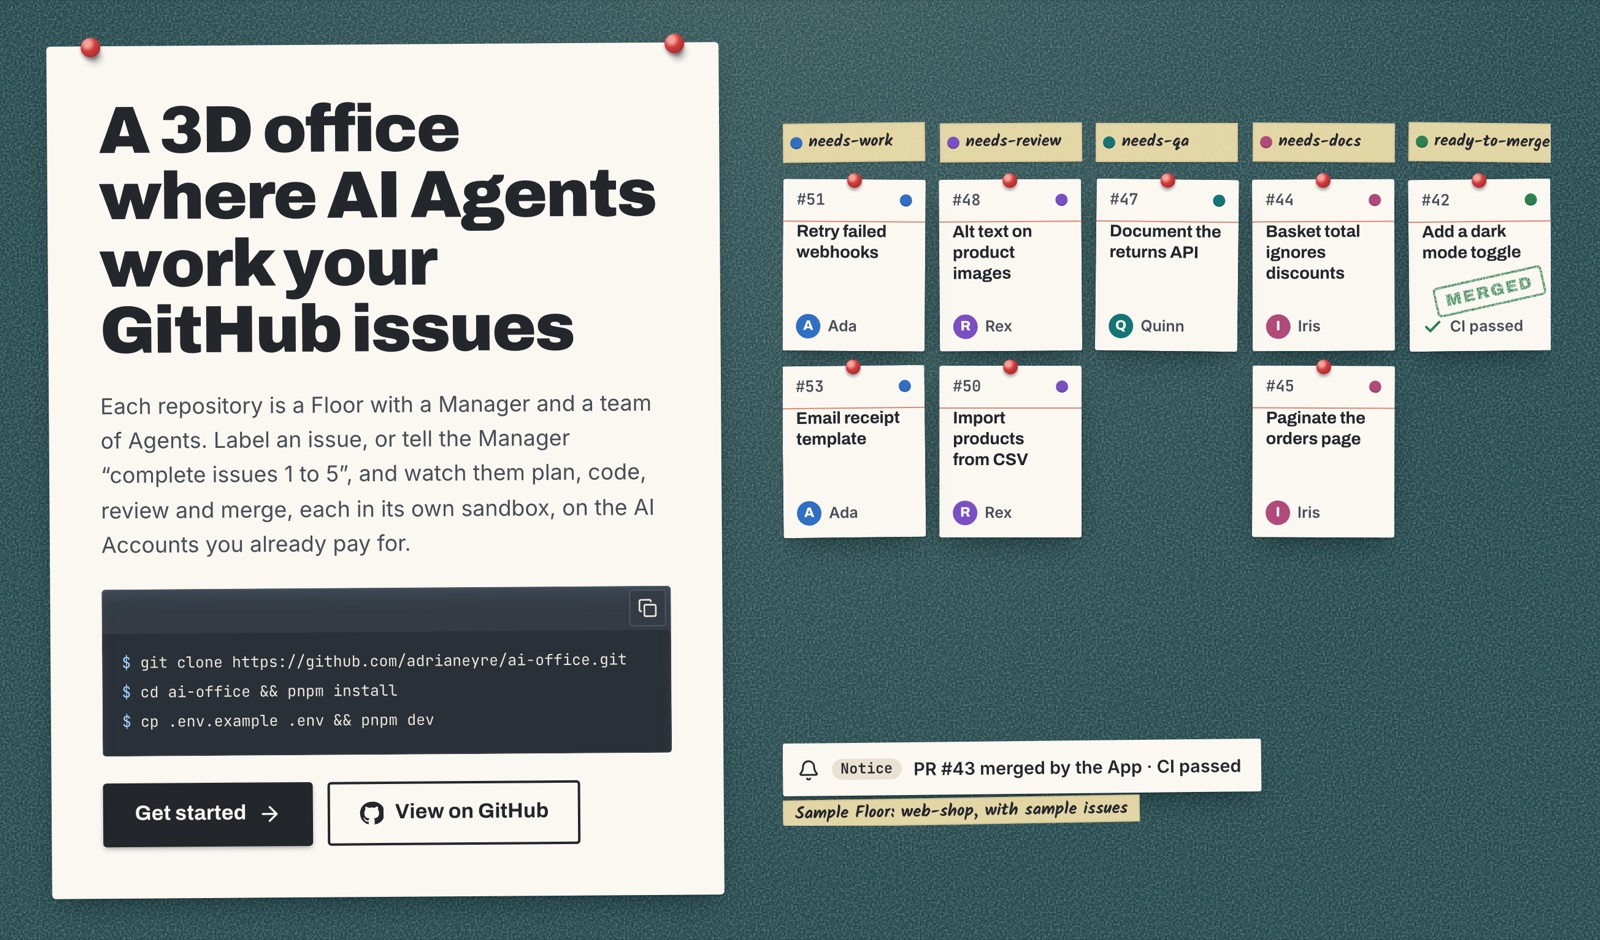 A 3D office
where AI Agents
work your
GitHub issues
Each repository is a Floor with a Manager and a team
of Agents. Label an issue, or tell the Manager
“complete issues 1 to 5”, and watch them plan, code,
review and merge, each in its own sandbox, on the AI
Accounts you already pay for.
$ git clone https://github.com/adrianeyre/ai-office.git
$ cd ai-office && pnpm install
$ cp .env.example .env && pnpm dev
Get started
View on GitHub
needs-work
#51
Retry failed
webhooks
A Ada
#53
Email receipt
template
A Ada
needs-review
#48
Alt text on
product
images
R Rex
#50
Import
products
from CSV
R Rex
needs-qa
#47
Document the
returns API
Q Quinn
needs-docs
#44
Basket total
ignores
discounts
I Iris
#45
Paginate the
orders page
I Iris
ready-to-merge
#42
Add a dark
mode toggle
MERGED
CI passed
Notice PR #43 merged by the App · CI passed
Sample Floor: web-shop, with sample issues